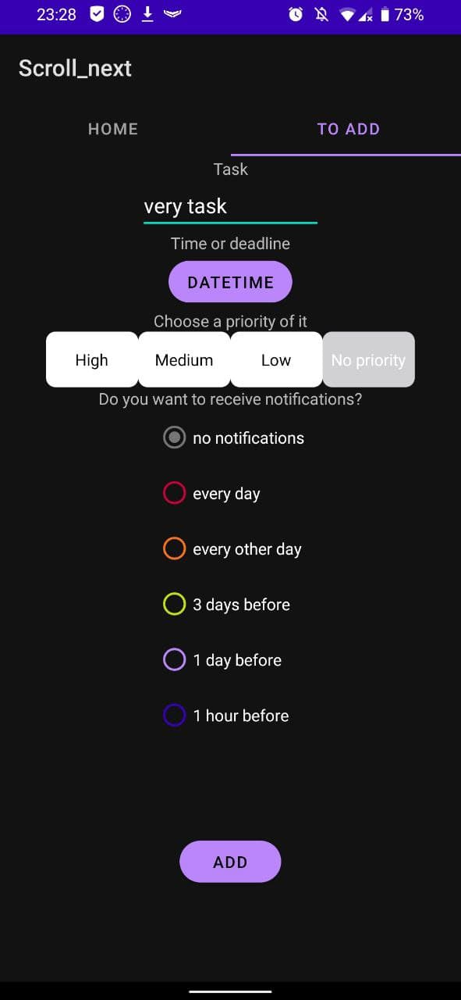 23:28 73%
Scroll_next
HOME TO ADD
Task
very task
Time or deadline
DATETIME
Choose a priority of it
High Medium Low No priority
Do you want to receive notifications?
no notifications
every day
every other day
3 days before
1 day before
1 hour before
ADD